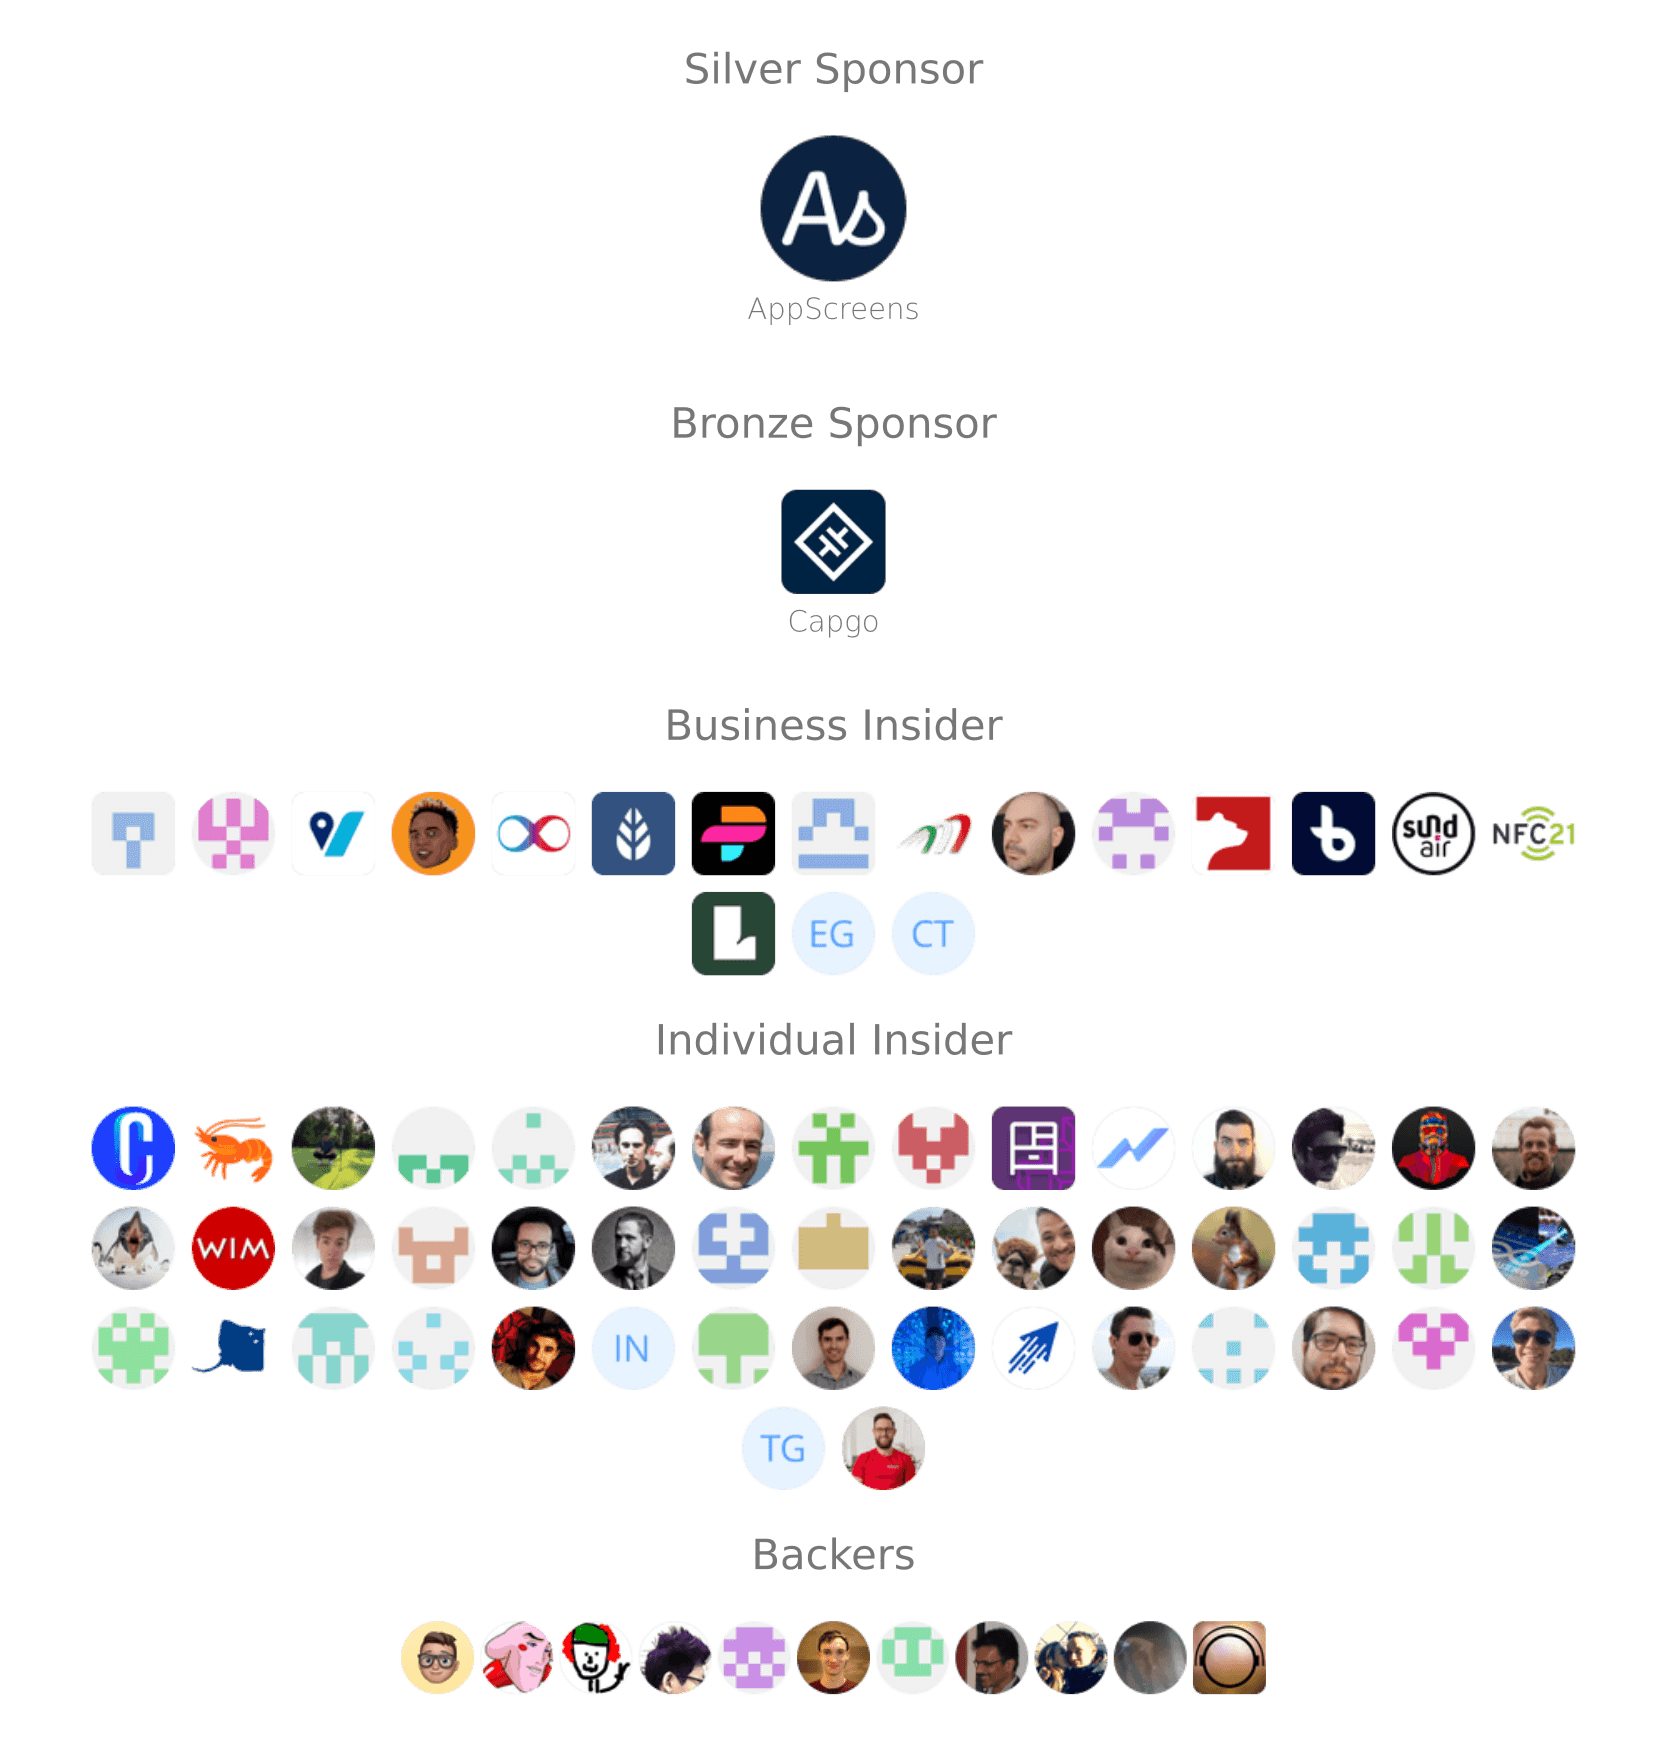 Silver Sponsor
As
AppScreens
Bronze Sponsor
Capgo
Business Insider
sund
air
NFC21
EG CT
Individual Insider
WIM
IN
TG
Backers